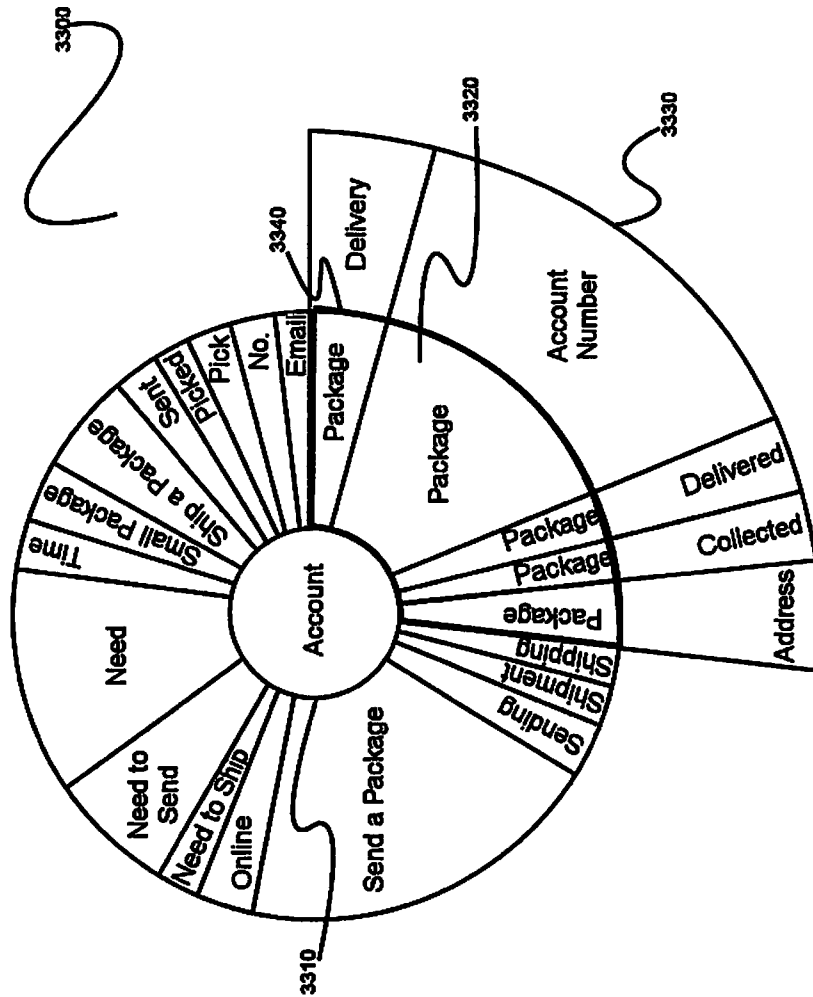 3300
3340
3320
3330
3310
Account
Delivery
Account
Number
Delivered
Collected
Address
Email
No.
Pick
Picked
Sent
Ship a Package
Small Package
Time
Need
Need to
Send
Need to Ship
Online
Send a Package
Sending
Shipment
Shipping
Package
Package
Package
Package
Package